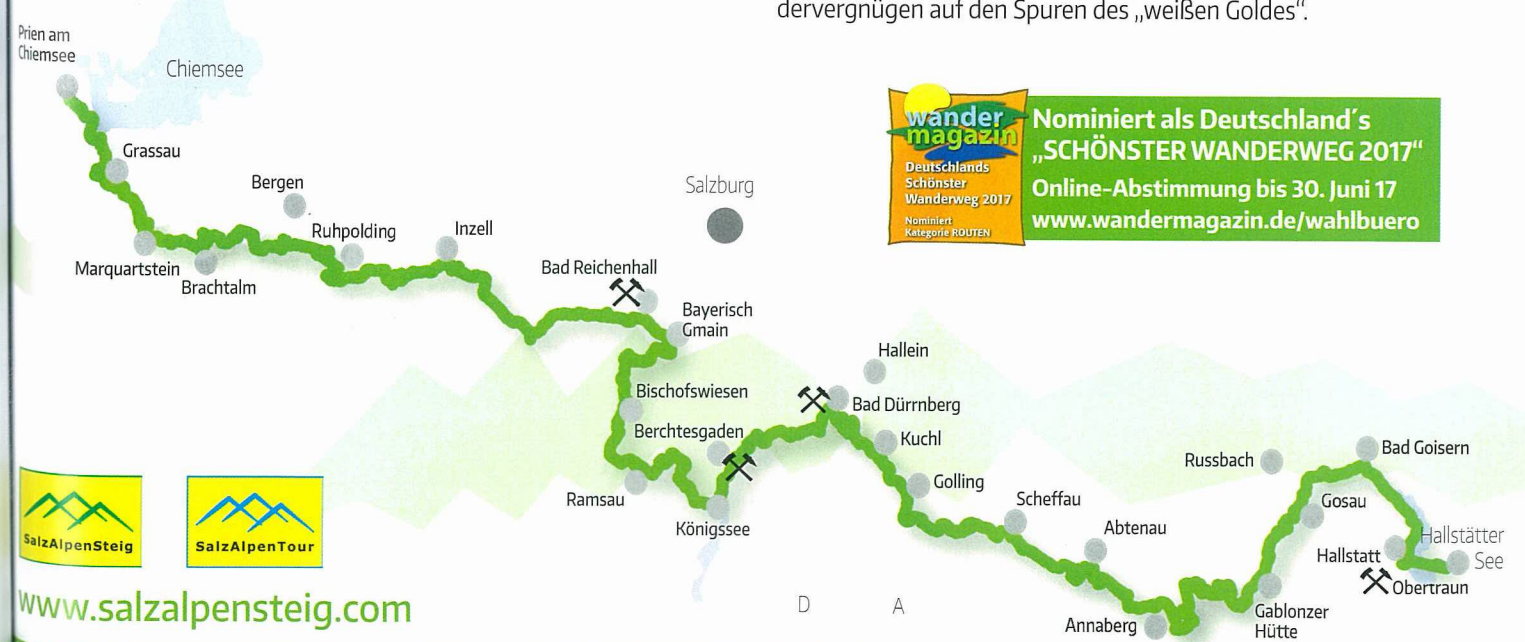 dervergnügen auf den Spuren des „weißen Goldes“.
Prien am
Chiemsee
Chiemsee
Grassau
Bergen
Ruhpolding
Inzell
Marquartstein
Brachtalm
Salzburg
Bad Reichenhall
Bayerisch
Gmain
wander
magazin
Deutschlands
Schönster
Wanderweg 2017
Nominiert
Kategorie ROUTEN
Nominiert als Deutschland´s
„SCHÖNSTER WANDERWEG 2017“
Online-Abstimmung bis 30. Juni 17
www.wandermagazin.de/wahlbuero
Bischofswiesen
Berchtesgaden
Ramsau
Königssee
Hallein
Bad Dürrnberg
Kuchl
Golling
Scheffau
Abtenau
Annaberg
Russbach
Bad Goisern
Gosau
Hallstätter
See
Hallstatt
Obertraun
Gablonzer
Hütte
D
A
SalzAlpenSteig
SalzAlpenTour
www.salzalpensteig.com